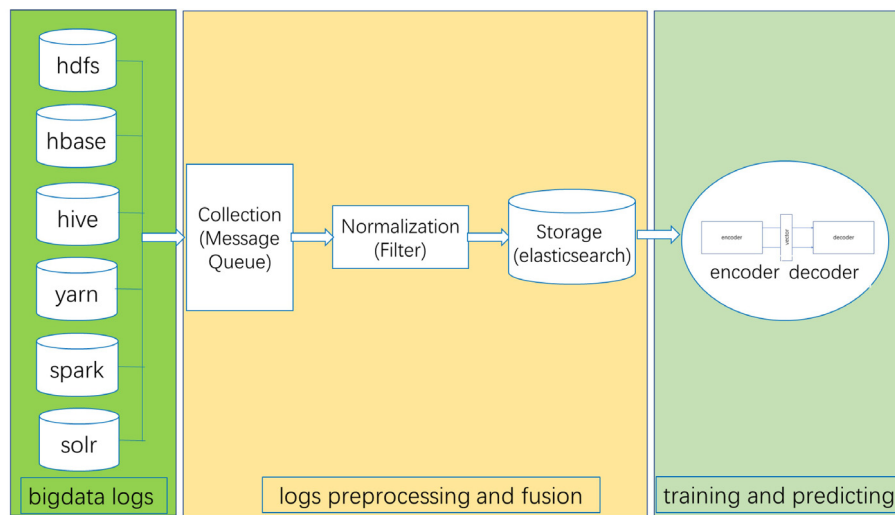 hdfs
hbase
hive
yarn
spark
solr
bigdata logs
Collection
(Message
Queue)
Normalization
(Filter)
Storage
(elasticsearch)
logs preprocessing and fusion
encoder
vector
decoder
encoder decoder
training and predicting